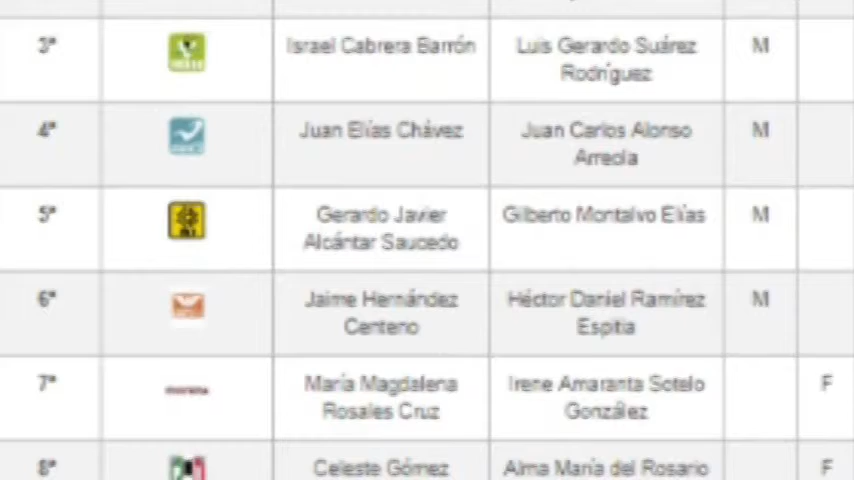 3ª Israel Cabrera Barrón Luis Gerardo Suárez M
Rodríguez
4ª Juan Elías Chávez Juan Carlos Alonso M
Arreola
5ª Gerardo Javier Gilberto Montalvo Elías M
Alcántar Saucedo
6ª Jaime Hernández Héctor Daniel Ramírez M
Centeno Espitia
7ª morena María Magdalena Irene Amaranta Sotelo F
Rosales Cruz González
8ª Celeste Gómez Alma María del Rosario F